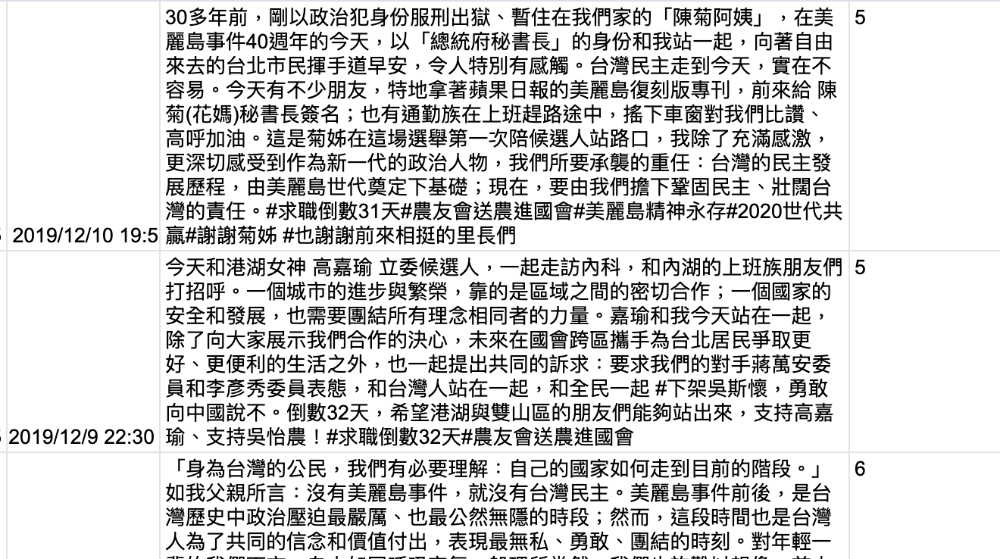 30多年前，剛以政治犯身份服刑出獄、暫住在我們家的「陳菊阿姨」，在美
麗島事件40週年的今天，以「總統府秘書長」的身份和我站一起，向著自由
來去的台北市民揮手道早安，令人特別有感觸。台灣民主走到今天，實在不
容易。今天有不少朋友，特地拿著蘋果日報的美麗島復刻版專刊，前來給 陳
菊(花媽)秘書長簽名；也有通勤族在上班趕路途中，搖下車窗對我們比讚、
高呼加油。這是菊姊在這場選舉第一次陪候選人站路口，我除了充滿感激，
更深切感受到作為新一代的政治人物，我們所要承襲的重任：台灣的民主發
展歷程，由美麗島世代奠定下基礎；現在，要由我們擔下鞏固民主、壯闊台
灣的責任。#求職倒數31天#農友會送農進國會#美麗島精神永存#2020世代共
贏#謝謝菊姊 #也謝謝前來相挺的里長們
2019/12/10 19:5
5
今天和港湖女神 高嘉瑜 立委候選人，一起走訪內科，和內湖的上班族朋友們
打招呼。一個城市的進步與繁榮，靠的是區域之間的密切合作；一個國家的
安全和發展，也需要團結所有理念相同者的力量。嘉瑜和我今天站在一起，
除了向大家展示我們合作的決心，未來在國會跨區攜手為台北居民爭取更
好、更便利的生活之外，也一起提出共同的訴求：要求我們的對手蔣萬安委
員和李彥秀委員表態，和台灣人站在一起，和全民一起 #下架吳斯懷，勇敢
向中國說不。倒數32天，希望港湖與雙山區的朋友們能夠站出來，支持高嘉
瑜、支持吳怡農！#求職倒數32天#農友會送農進國會
2019/12/9 22:30
5
「身為台灣的公民，我們有必要理解：自己的國家如何走到目前的階段。」
如我父親所言：沒有美麗島事件，就沒有台灣民主。美麗島事件前後，是台
灣歷史中政治壓迫最嚴厲、也最公然無隱的時段；然而，這段時間也是台灣
人為了共同的信念和價值付出，表現最無私、勇敢、團結的時刻。對年輕一
6